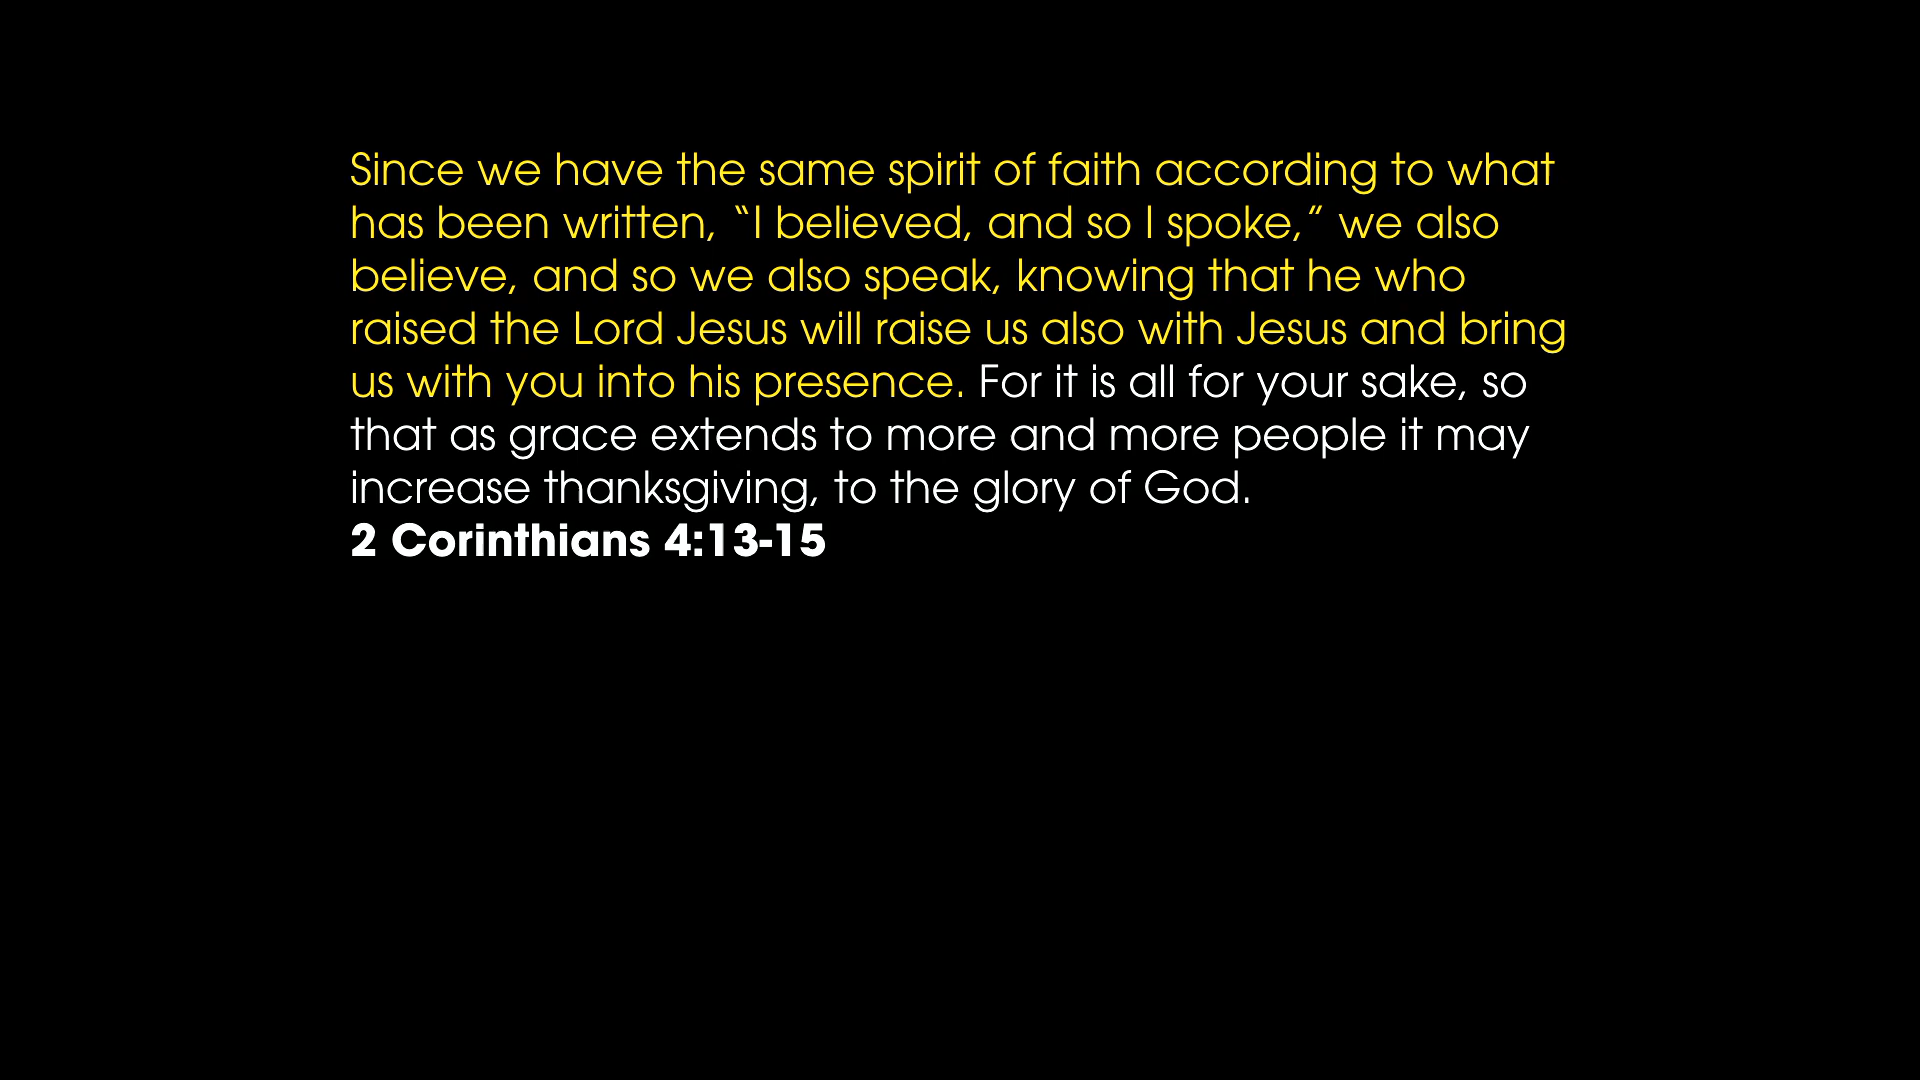 Since we have the same spirit of faith according to what
has been written, “I believed, and so I spoke,” we also
believe, and so we also speak, knowing that he who
raised the Lord Jesus will raise us also with Jesus and bring
us with you into his presence. For it is all for your sake, so
that as grace extends to more and more people it may
increase thanksgiving, to the glory of God.
2 Corinthians 4:13-15